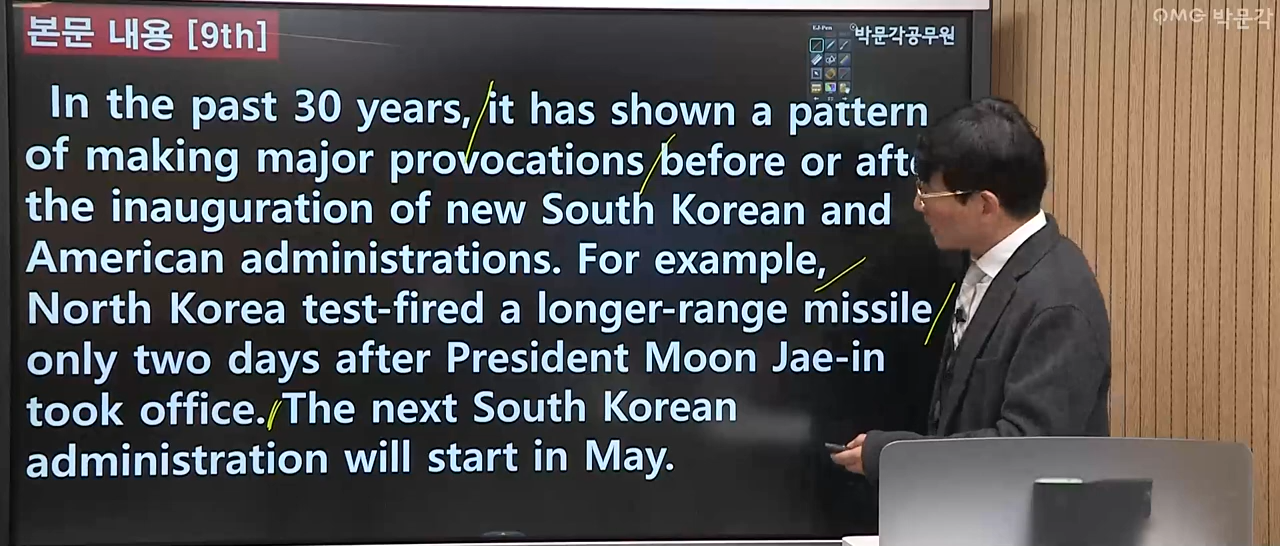 본문 내용 [9th]
박문각공무원
OMG 박문각
In the past 30 years, it has shown a pattern
of making major provocations before or afte
the inauguration of new South Korean and
American administrations. For example,
North Korea test-fired a longer-range missile
only two days after President Moon Jae-in
took office. The next South Korean
administration will start in May.